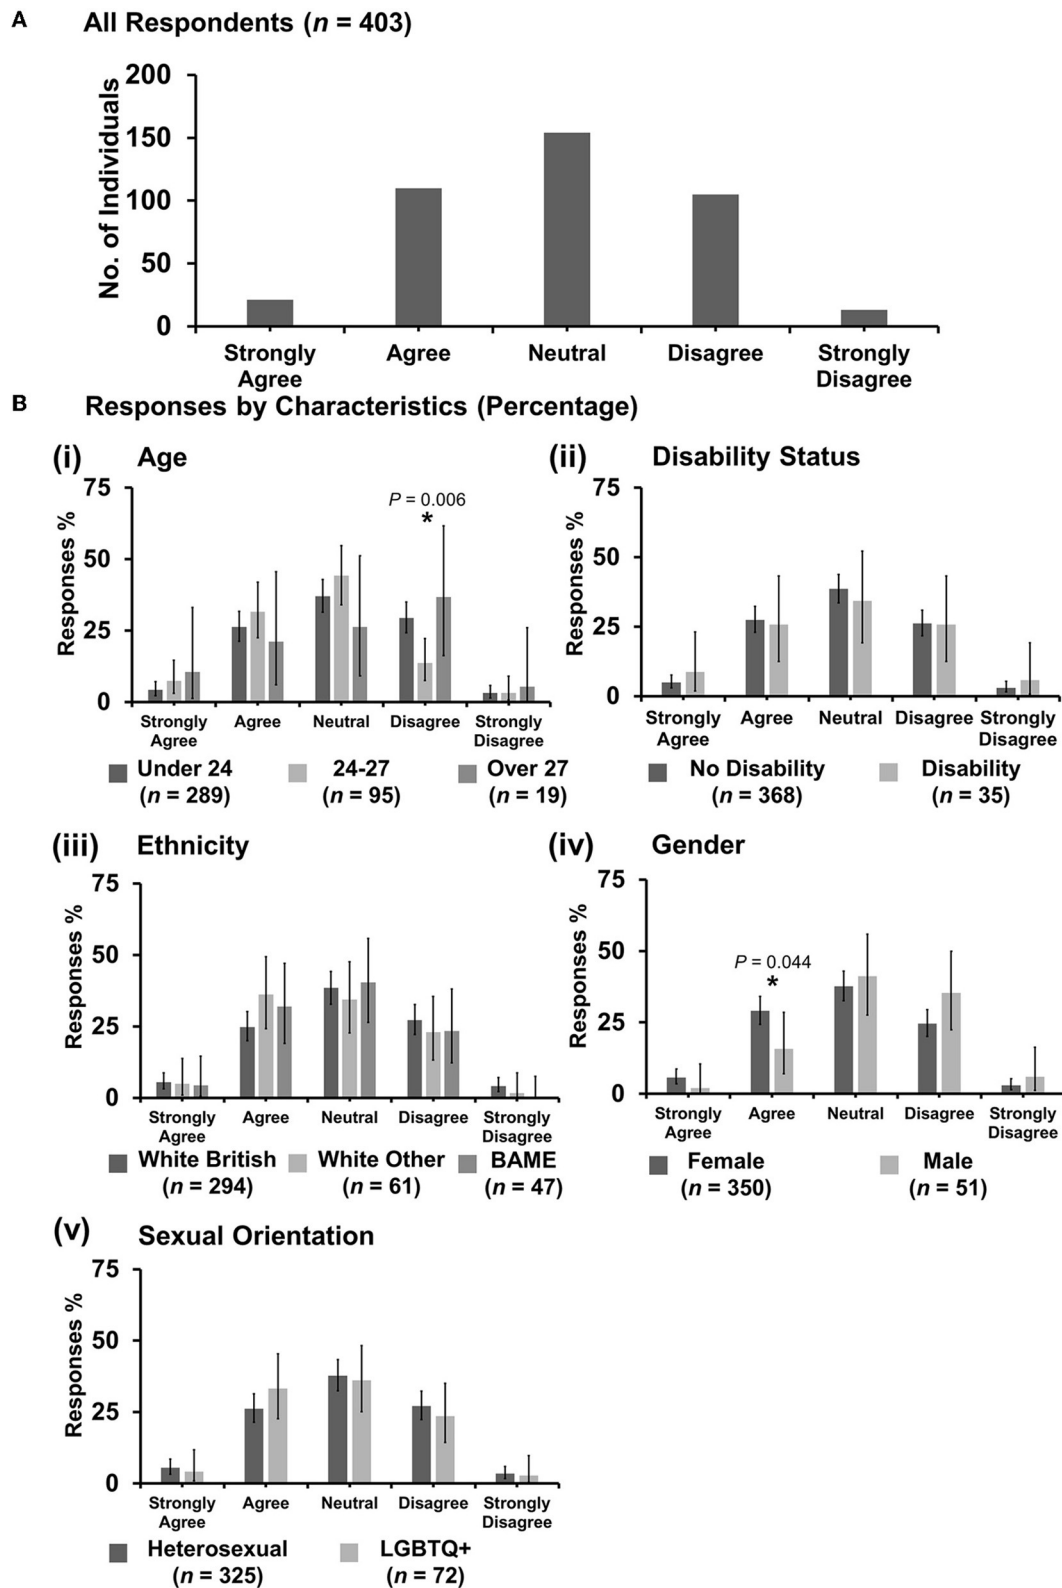 A All Respondents (n = 403)
No. of Individuals
200
150
100
50
0
Strongly Agree Agree Neutral Disagree Strongly Disagree
B Responses by Characteristics (Percentage)
(i) Age
Responses %
75
50
25
0
P = 0.006
*
Strongly Agree Agree Neutral Disagree Strongly Disagree
Under 24 24-27 Over 27
(n = 289) (n = 95) (n = 19)
(ii) Disability Status
Responses %
75
50
25
0
Strongly Agree Agree Neutral Disagree Strongly Disagree
No Disability Disability
(n = 368) (n = 35)
(iii) Ethnicity
Responses %
75
50
25
0
Strongly Agree Agree Neutral Disagree Strongly Disagree
White British White Other BAME
(n = 294) (n = 61) (n = 47)
(iv) Gender
Responses %
75
50
25
0
P = 0.044
*
Strongly Agree Agree Neutral Disagree Strongly Disagree
Female Male
(n = 350) (n = 51)
(v) Sexual Orientation
Responses %
75
50
25
0
Strongly Agree Agree Neutral Disagree Strongly Disagree
Heterosexual LGBTQ+
(n = 325) (n = 72)